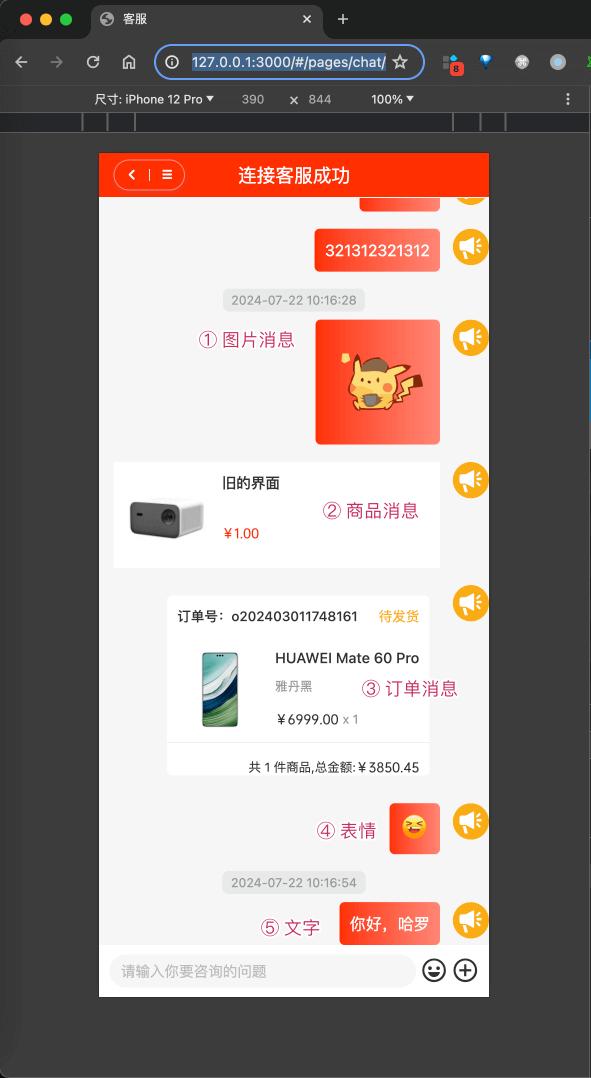 客服
127.0.0.1:3000/#/pages/chat/
8
尺寸: iPhone 12 Pro
390
×
844
100%
连接客服成功
321312321312
2024-07-22 10:16:28
① 图片消息
旧的界面
② 商品消息
￥1.00
订单号：o202403011748161
待发货
HUAWEI Mate 60 Pro
雅丹黑
③ 订单消息
￥6999.00 x 1
共 1 件商品,总金额:￥3850.45
④ 表情
2024-07-22 10:16:54
⑤ 文字
你好，哈罗
请输入你要咨询的问题